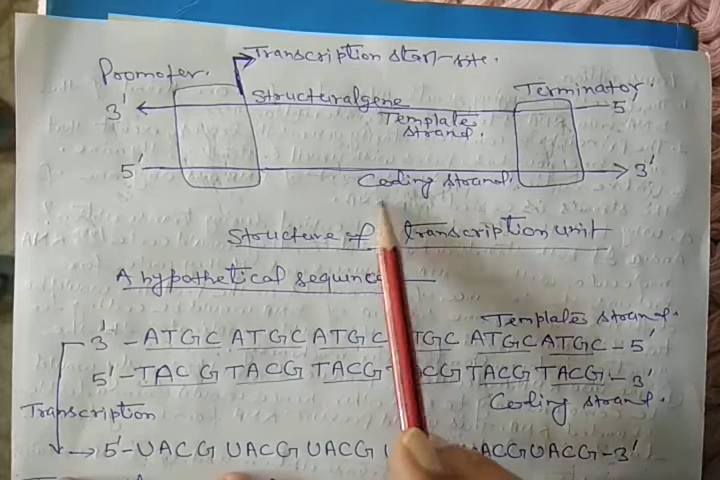 Transcription start-site.
Promoter.
Structural gene
Terminator.
3' 5'
Template
strand.
5' 3'
Coding strand.
Structure of transcription unit
A hypothetical sequence
Template strand.
3' -ATGC ATGC ATGC TGC ATGC ATGC - 5'
5' -TACG TACG TACG TACG TACG TACG - 3'
Coding strand.
Transcription
5' -UACG UACG UACG U ACG UACG -3'